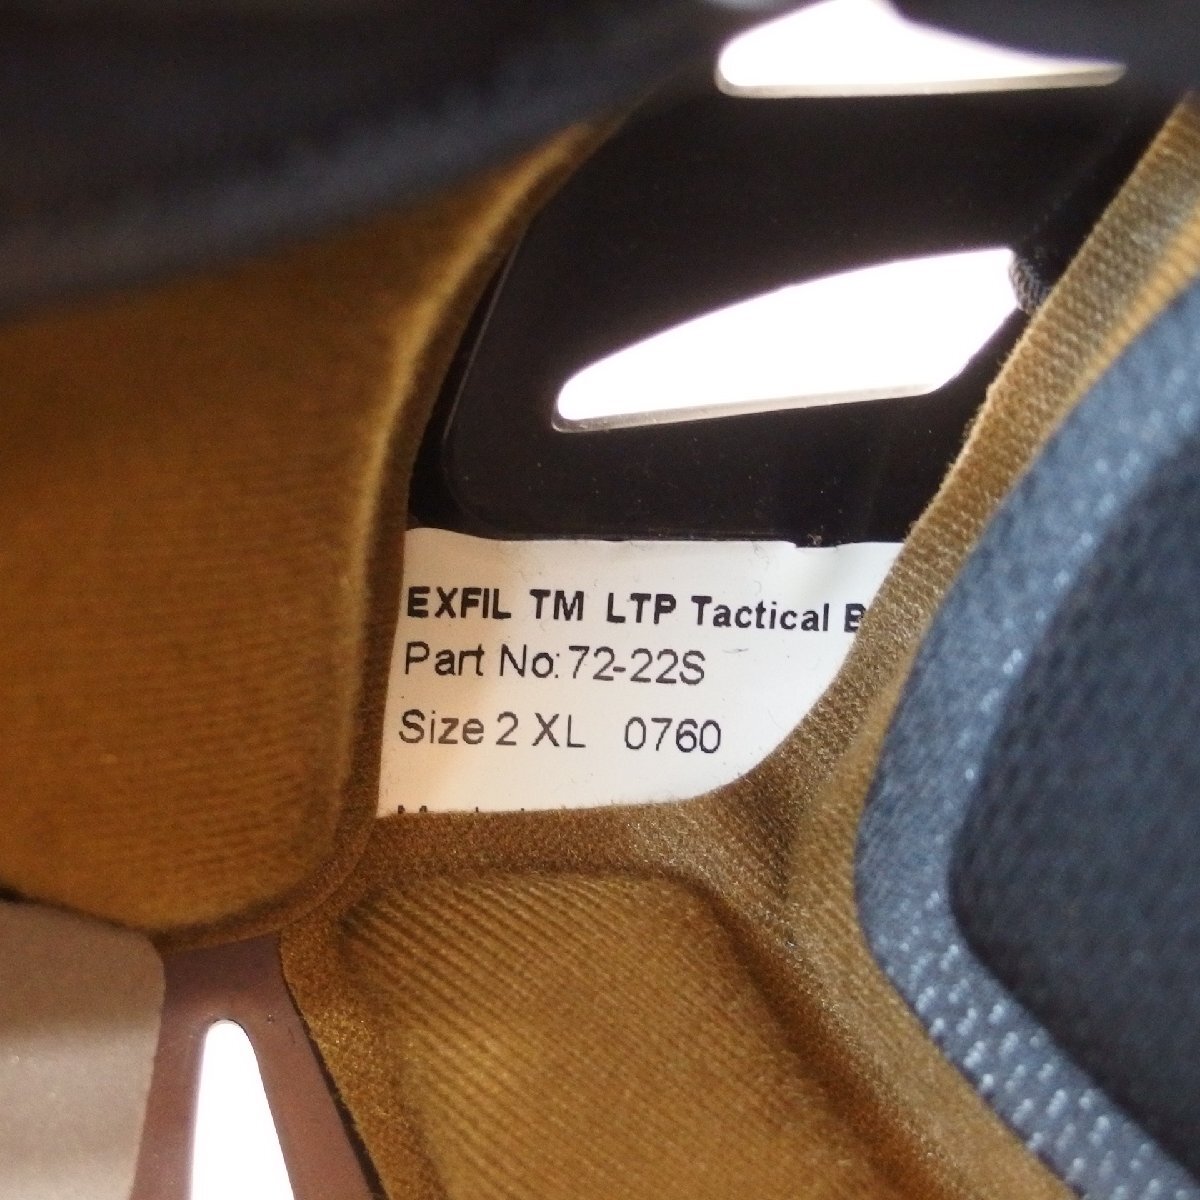 EXFIL TM LTP Tactical B
Part No:72-22S
Size 2 XL 0760